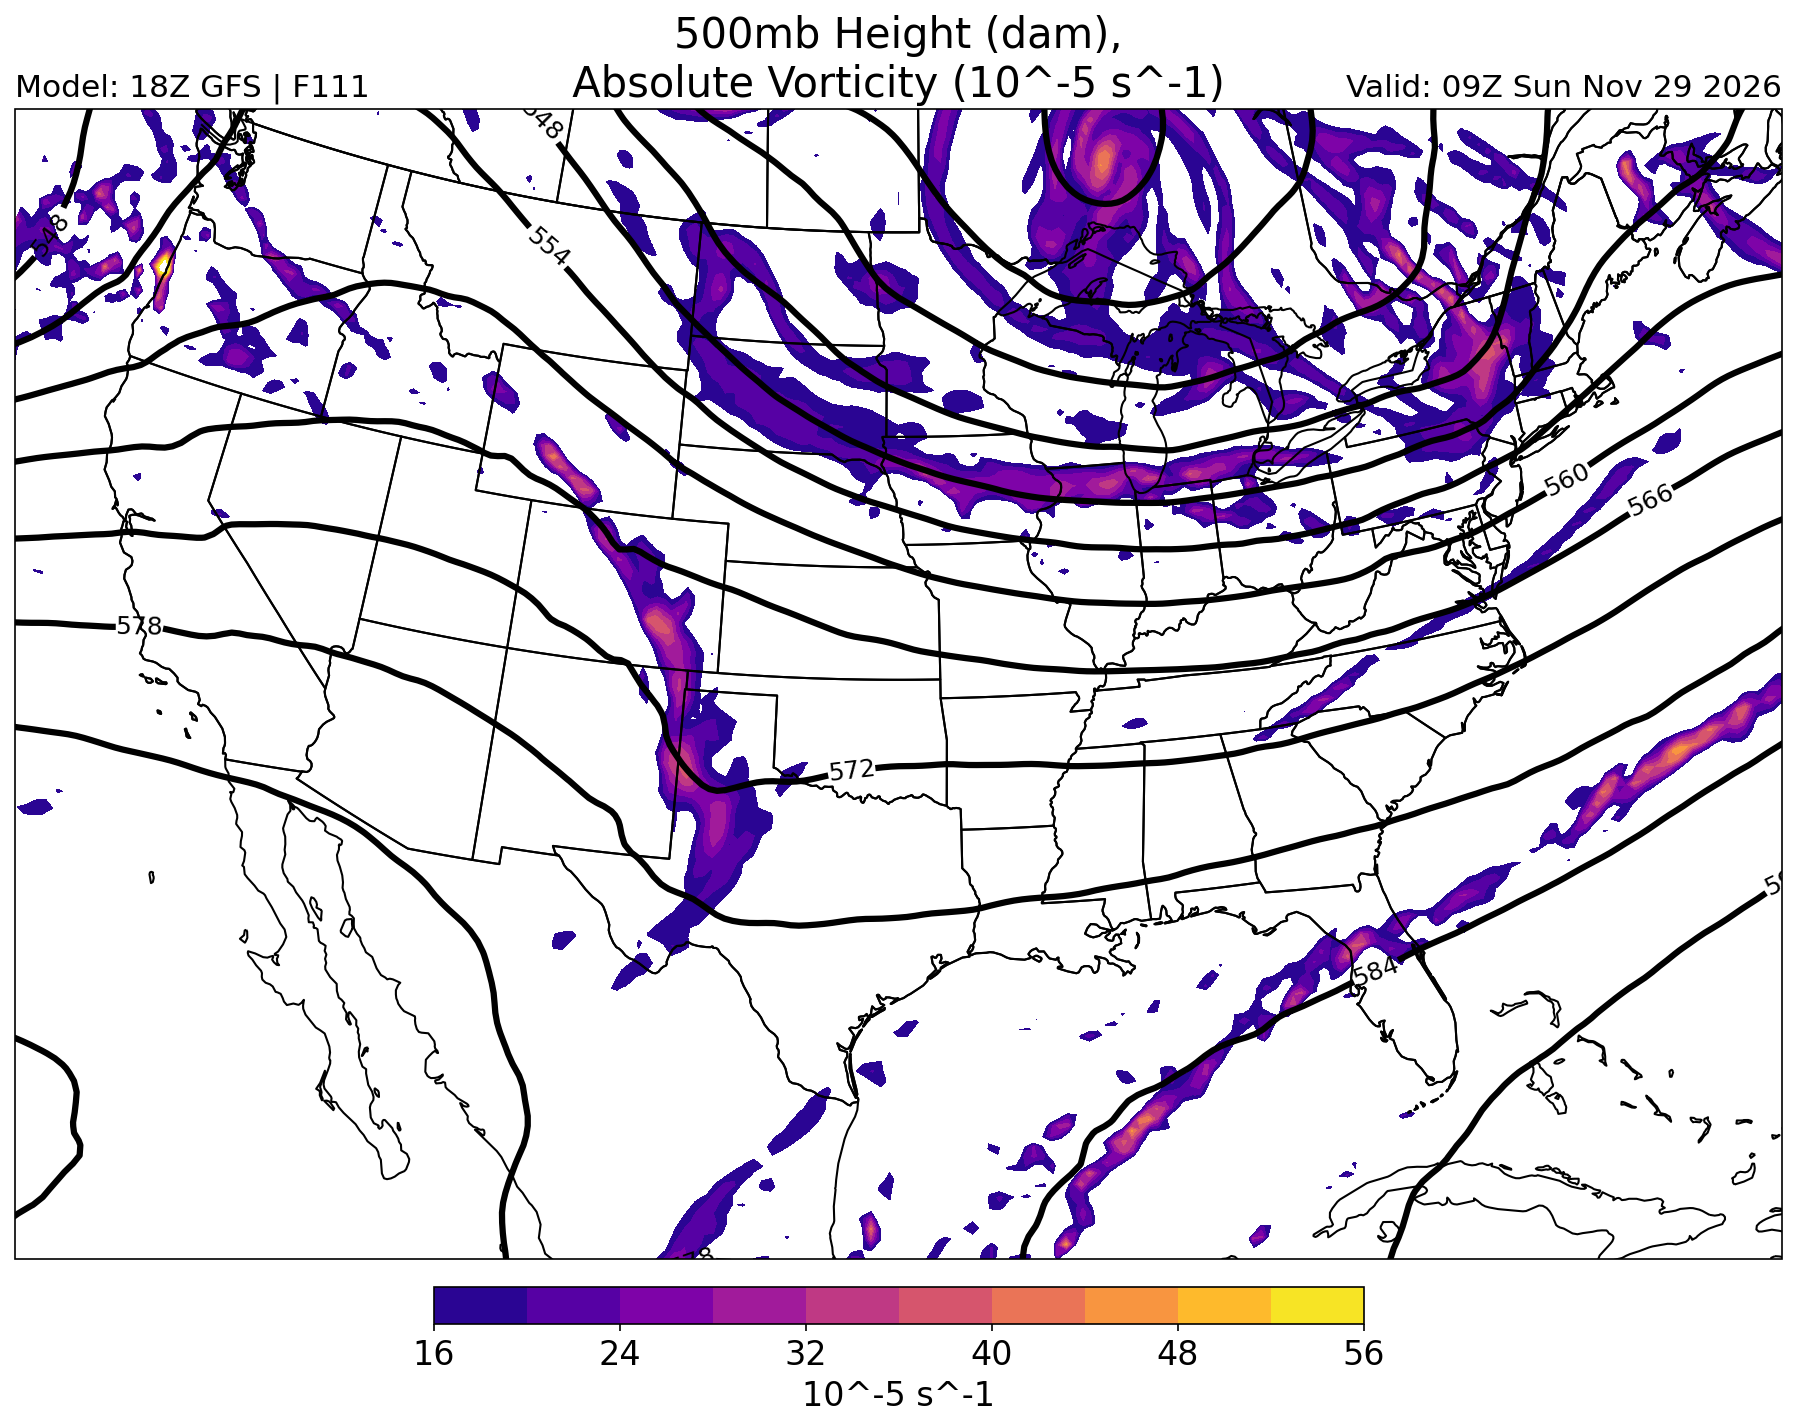 500mb Height (dam),
Absolute Vorticity (10^-5 s^-1)
Model: 18Z GFS | F111
Valid: 09Z Sun Nov 29 2026
548
548
554
560
566
578
572
584
16 24 32 40 48 56
10^-5 s^-1